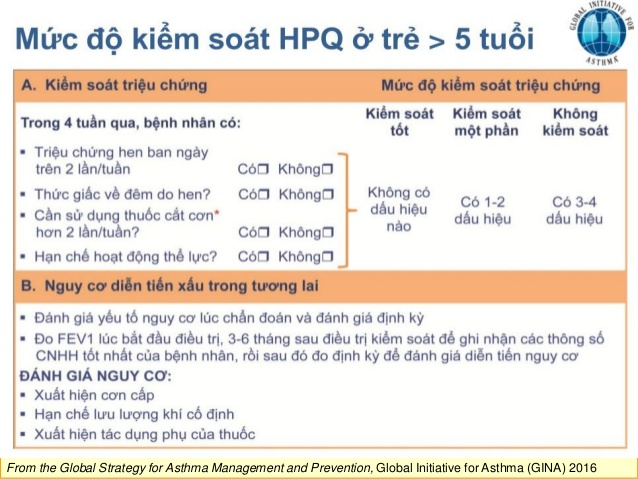 Mức độ kiểm soát HPQ ở trẻ > 5 tuổi
GLOBAL INITIATIVE FOR
ASTHMA
A. Kiểm soát triệu chứng Mức độ kiểm soát triệu chứng
Trong 4 tuần qua, bệnh nhân có:
Kiểm soát tốt
Kiểm soát một phần
Không kiểm soát
▪ Triệu chứng hen ban ngày
trên 2 lần/tuần Có☐ Không☐
▪ Thức giấc về đêm do hen? Có☐ Không☐
▪ Cần sử dụng thuốc cắt cơn*
hơn 2 lần/tuần? Có☐ Không☐
▪ Hạn chế hoạt động thể lực? Có☐ Không☐
Không có
dấu hiệu
nào
Có 1-2
dấu hiệu
Có 3-4
dấu hiệu
B. Nguy cơ diễn tiến xấu trong tương lai
▪ Đánh giá yếu tố nguy cơ lúc chẩn đoán và đánh giá định kỳ
▪ Đo FEV1 lúc bắt đầu điều trị, 3-6 tháng sau điều trị kiểm soát để ghi nhận các thông số
CNHH tốt nhất của bệnh nhân, rồi sau đó đo định kỳ để đánh giá diễn tiến nguy cơ
ĐÁNH GIÁ NGUY CƠ:
▪ Xuất hiện cơn cấp
▪ Hạn chế lưu lượng khí cố định
▪ Xuất hiện tác dụng phụ của thuốc
From the Global Strategy for Asthma Management and Prevention, Global Initiative for Asthma (GINA) 2016